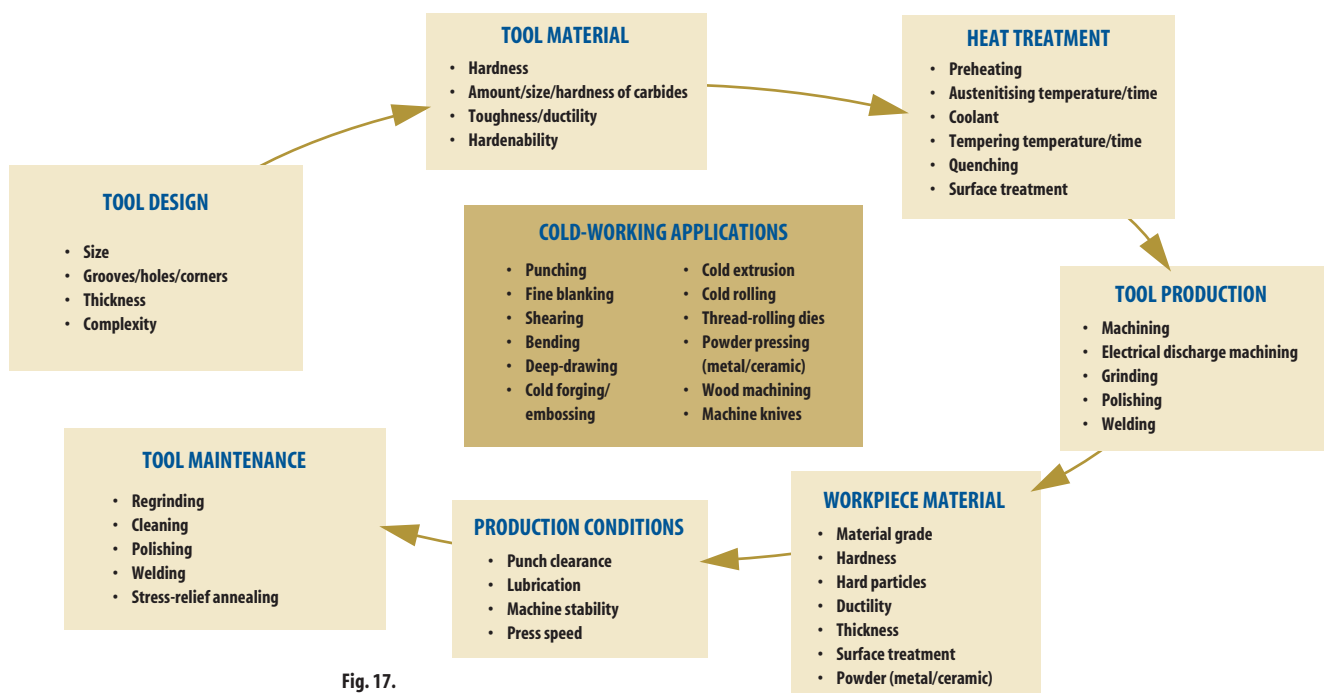 TOOL MATERIAL
• Hardness
• Amount/size/hardness of carbides
• Toughness/ductility
• Hardenability
HEAT TREATMENT
• Preheating
• Austenitising temperature/time
• Coolant
• Tempering temperature/time
• Quenching
• Surface treatment
TOOL DESIGN
• Size
• Grooves/holes/corners
• Thickness
• Complexity
COLD-WORKING APPLICATIONS
• Punching
• Fine blanking
• Shearing
• Bending
• Deep-drawing
• Cold forging/
embossing
• Cold extrusion
• Cold rolling
• Thread-rolling dies
• Powder pressing
(metal/ceramic)
• Wood machining
• Machine knives
TOOL PRODUCTION
• Machining
• Electrical discharge machining
• Grinding
• Polishing
• Welding
TOOL MAINTENANCE
• Regrinding
• Cleaning
• Polishing
• Welding
• Stress-relief annealing
PRODUCTION CONDITIONS
• Punch clearance
• Lubrication
• Machine stability
• Press speed
WORKPIECE MATERIAL
• Material grade
• Hardness
• Hard particles
• Ductility
• Thickness
• Surface treatment
• Powder (metal/ceramic)
Fig. 17.